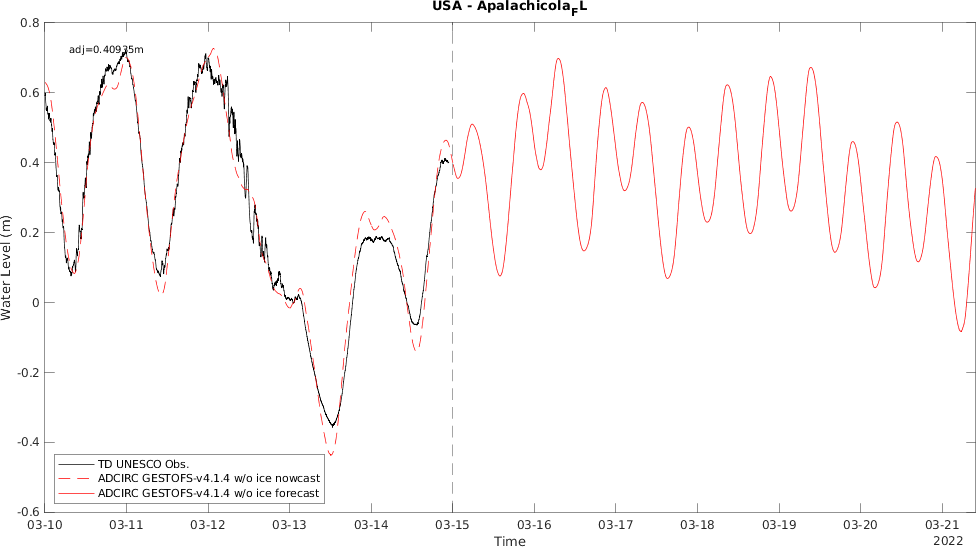 USA - Apalachicola_FL
0.8
adj=0.40935m
0.6
0.4
0.2
0
-0.2
-0.4
-0.6
Water Level (m)
TD UNESCO Obs.
ADCIRC GESTOFS-v4.1.4 w/o ice nowcast
ADCIRC GESTOFS-v4.1.4 w/o ice forecast
03-10 03-11 03-12 03-13 03-14 03-15 03-16 03-17 03-18 03-19 03-20 03-21
Time
2022